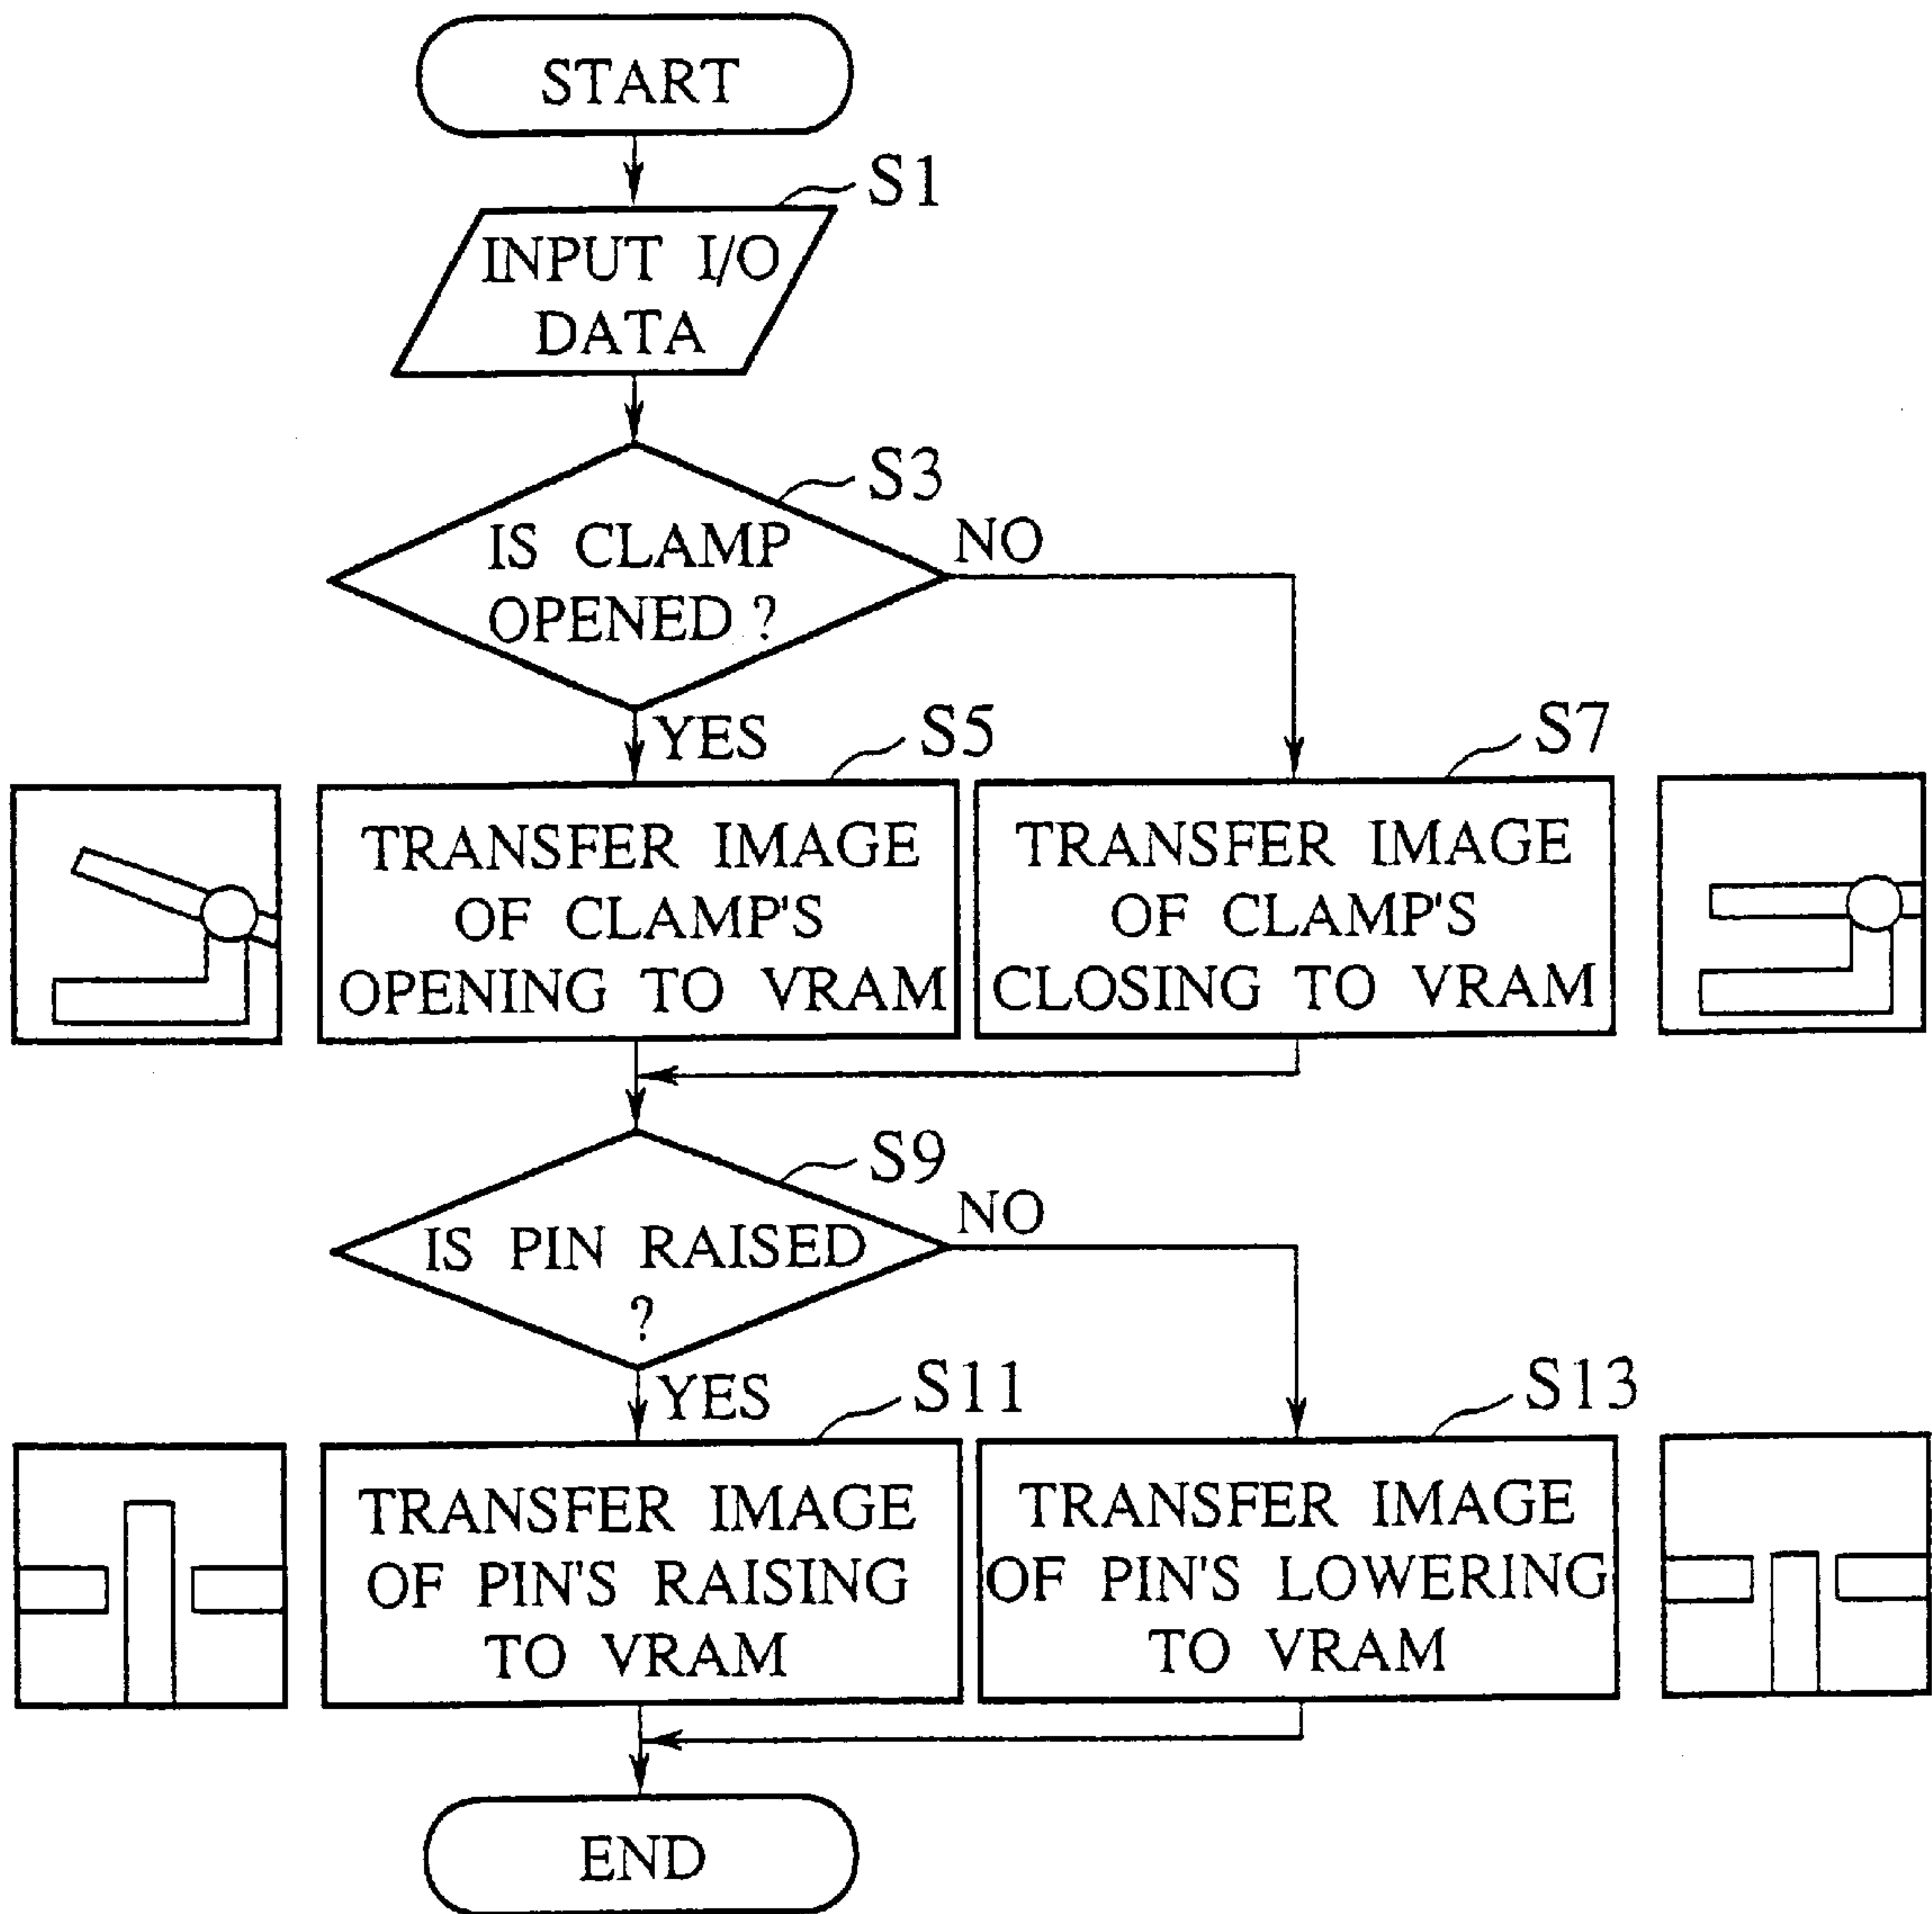 START
S1
INPUT I/O
DATA
S3
IS CLAMP
OPENED ?
NO
YES
S5
S7
TRANSFER IMAGE
OF CLAMP'S
OPENING TO VRAM
TRANSFER IMAGE
OF CLAMP'S
CLOSING TO VRAM
S9
IS PIN RAISED
?
NO
YES
S11
S13
TRANSFER IMAGE
OF PIN'S RAISING
TO VRAM
TRANSFER IMAGE
OF PIN'S LOWERING
TO VRAM
END